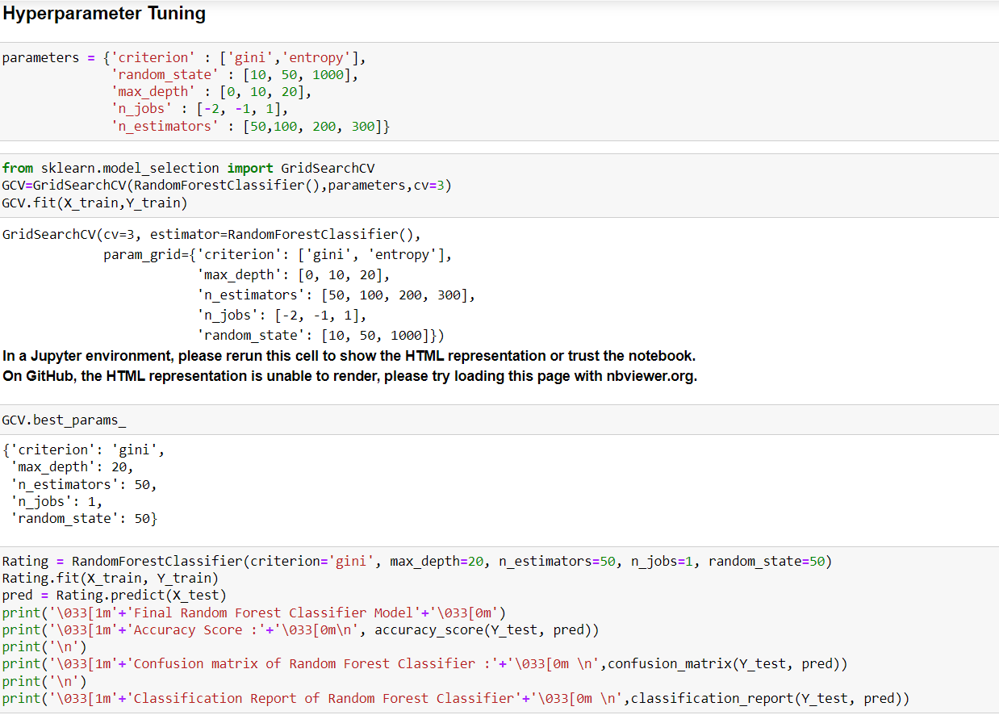 Hyperparameter Tuning
parameters = {'criterion' : ['gini','entropy'],
'random_state' : [10, 50, 1000],
'max_depth' : [0, 10, 20],
'n_jobs' : [-2, -1, 1],
'n_estimators' : [50,100, 200, 300]}
from sklearn.model_selection import GridSearchCV
GCV=GridSearchCV(RandomForestClassifier(),parameters,cv=3)
GCV.fit(X_train,Y_train)
GridSearchCV(cv=3, estimator=RandomForestClassifier(),
param_grid={'criterion': ['gini', 'entropy'],
'max_depth': [0, 10, 20],
'n_estimators': [50, 100, 200, 300],
'n_jobs': [-2, -1, 1],
'random_state': [10, 50, 1000]})
In a Jupyter environment, please rerun this cell to show the HTML representation or trust the notebook.
On GitHub, the HTML representation is unable to render, please try loading this page with nbviewer.org.
GCV.best_params_
{'criterion': 'gini',
'max_depth': 20,
'n_estimators': 50,
'n_jobs': 1,
'random_state': 50}
Rating = RandomForestClassifier(criterion='gini', max_depth=20, n_estimators=50, n_jobs=1, random_state=50)
Rating.fit(X_train, Y_train)
pred = Rating.predict(X_test)
print('\033[1m'+'Final Random Forest Classifier Model'+'\033[0m')
print('\033[1m'+'Accuracy Score :'+'\033[0m\n', accuracy_score(Y_test, pred))
print('\n')
print('\033[1m'+'Confusion matrix of Random Forest Classifier :'+'\033[0m \n',confusion_matrix(Y_test, pred))
print('\n')
print('\033[1m'+'Classification Report of Random Forest Classifier'+'\033[0m \n',classification_report(Y_test, pred))